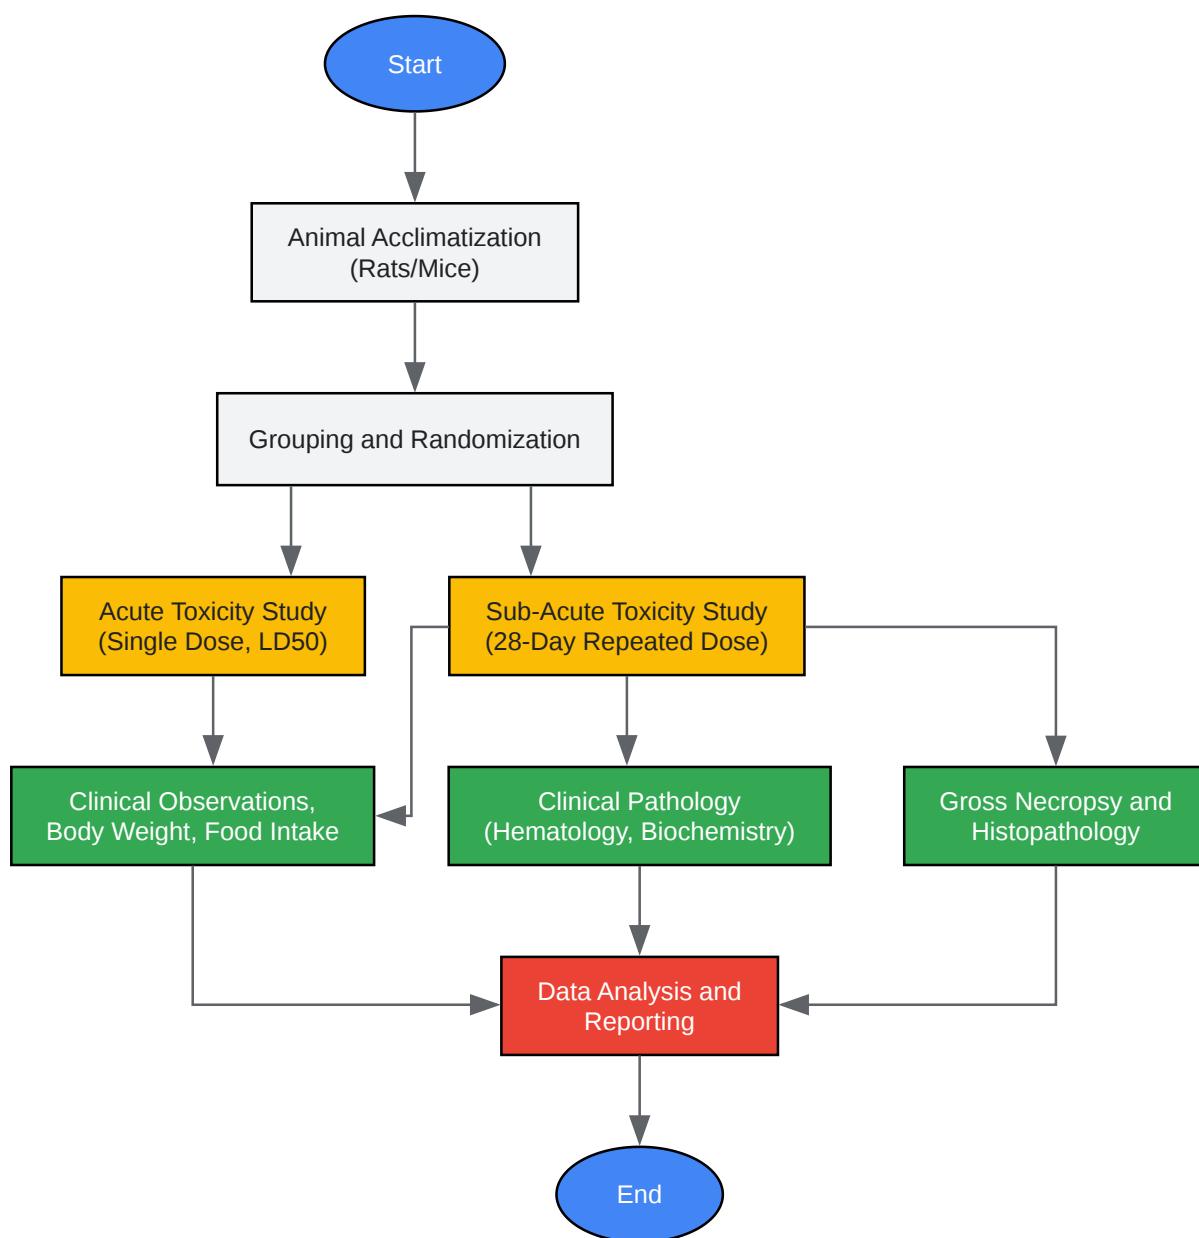 Start
Animal Acclimatization
(Rats/Mice)
Grouping and Randomization
Acute Toxicity Study
(Single Dose, LD50)
Sub-Acute Toxicity Study
(28-Day Repeated Dose)
Clinical Observations,
Body Weight, Food Intake
Clinical Pathology
(Hematology, Biochemistry)
Gross Necropsy and
Histopathology
Data Analysis and
Reporting
End